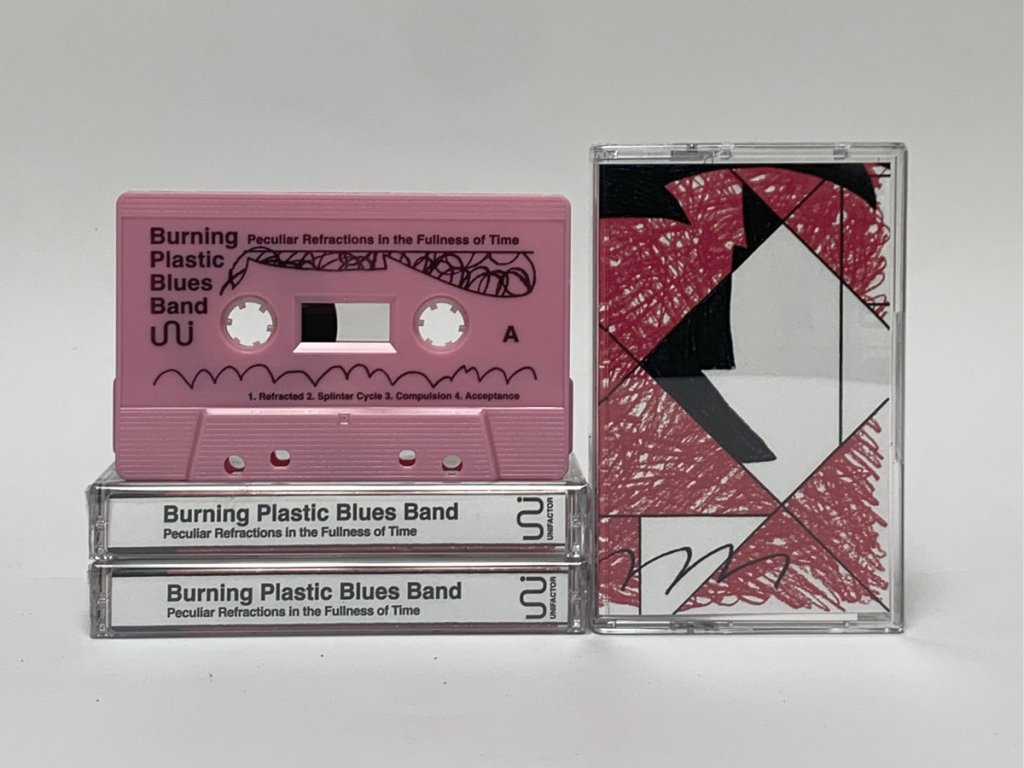 Burning
Plastic
Blues
Band
Peculiar Refractions in the Fullness of Time
A
1. Refracted 2. Splinter Cycle 3. Compulsion 4. Acceptance
Burning Plastic Blues Band
Peculiar Refractions in the Fullness of Time
UNIFACTOR
Burning Plastic Blues Band
Peculiar Refractions in the Fullness of Time
UNIFACTOR